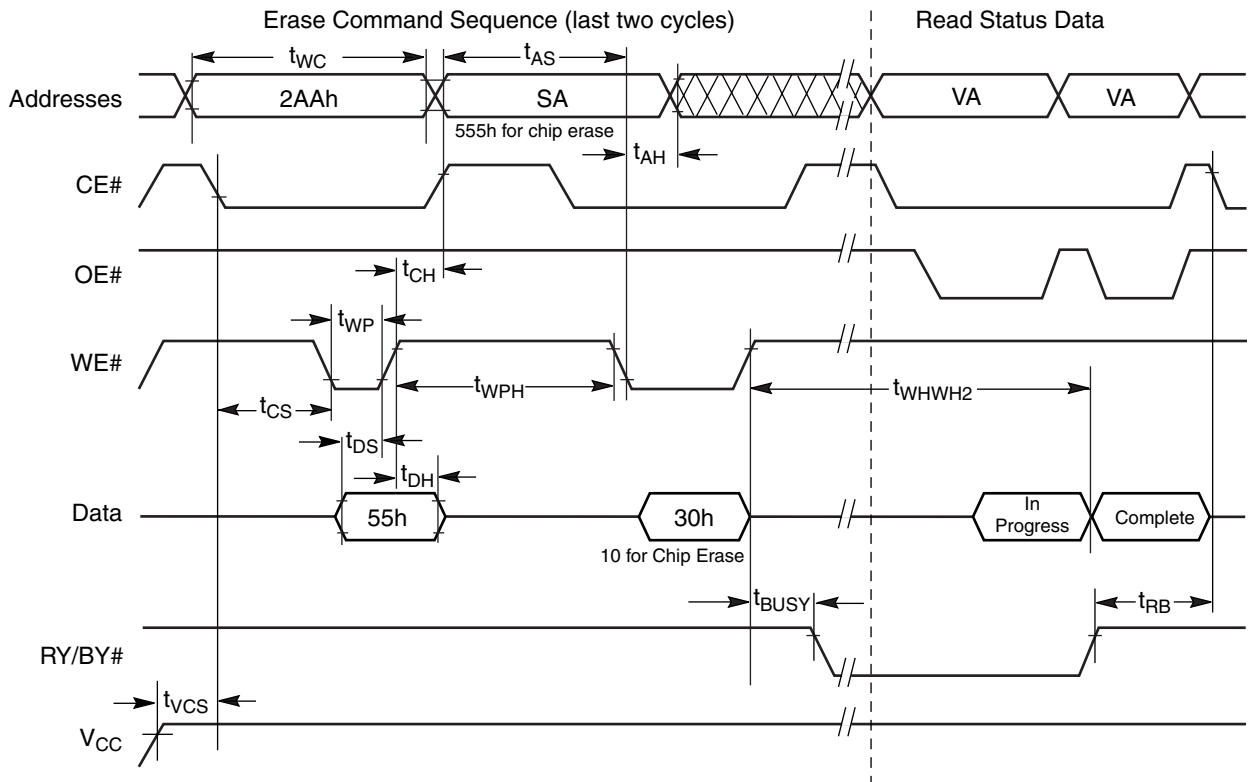 Erase Command Sequence (last two cycles)
Read Status Data
tWC
tAS
Addresses
2AAh
SA
VA
VA
555h for chip erase
tAH
CE#
OE#
tCH
tWP
WE#
tWPH
tWHWH2
tCS
tDS
tDH
Data
55h
30h
In
Progress
Complete
10 for Chip Erase
tBUSY
tRB
RY/BY#
tVCS
VCC